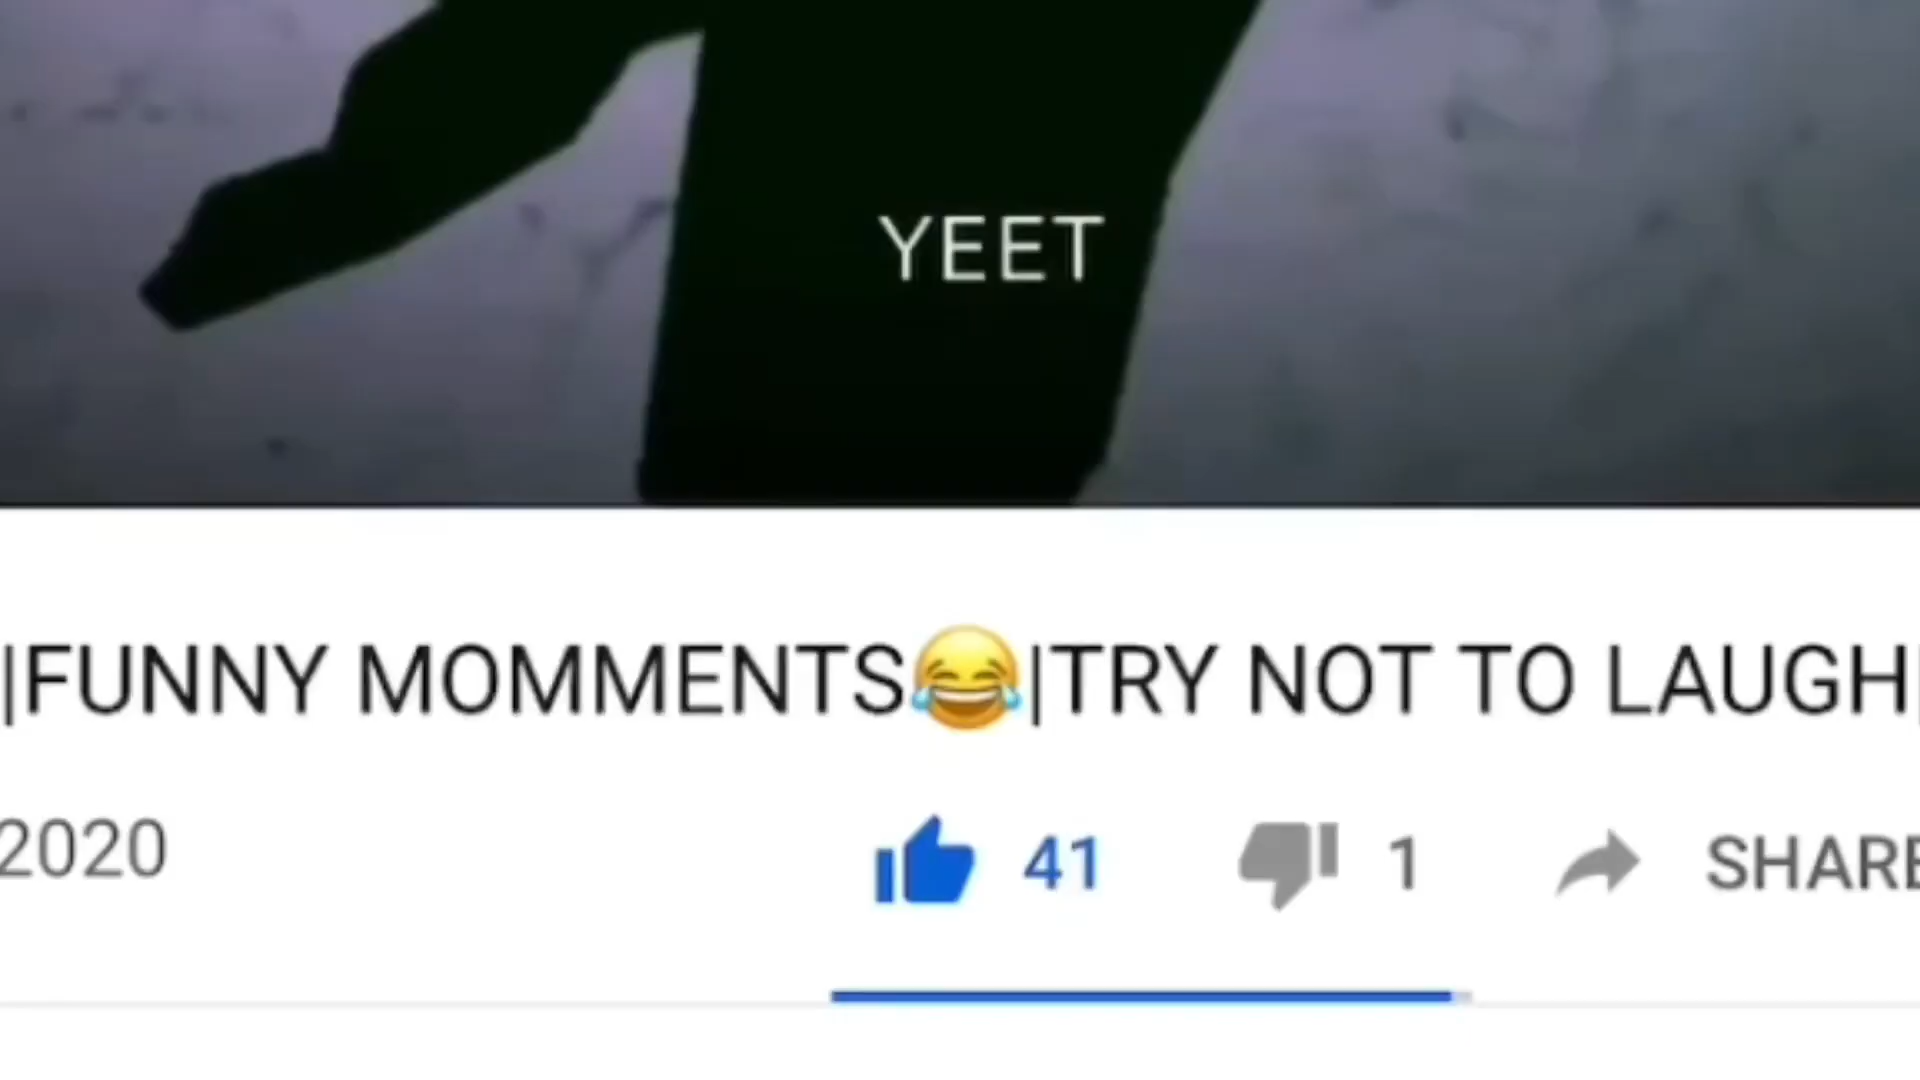 YEET
|FUNNY MOMMENTS😂|TRY NOT TO LAUGH|
2020
41 1 SHARE